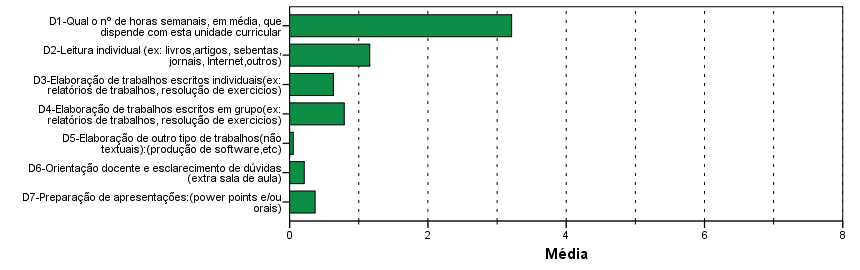 D1-Qual o nº de horas semanais, em média, que
dispende com esta unidade curricular
D2-Leitura individual (ex: livros,artigos, sebentas,
jornais, Internet,outros)
D3-Elaboração de trabalhos escritos individuais(ex:
relatórios de trabalhos, resolução de exercicios)
D4-Elaboração de trabalhos escritos em grupo(ex:
relatórios de trabalhos, resolução de exercicios)
D5-Elaboração de outro tipo de trabalhos(não
textuais):(produção de software,etc)
D6-Orientação docente e esclarecimento de dúvidas
(extra sala de aula)
D7-Preparação de apresentações:(power points e/ou
orais)
0 2 4 6 8
Média